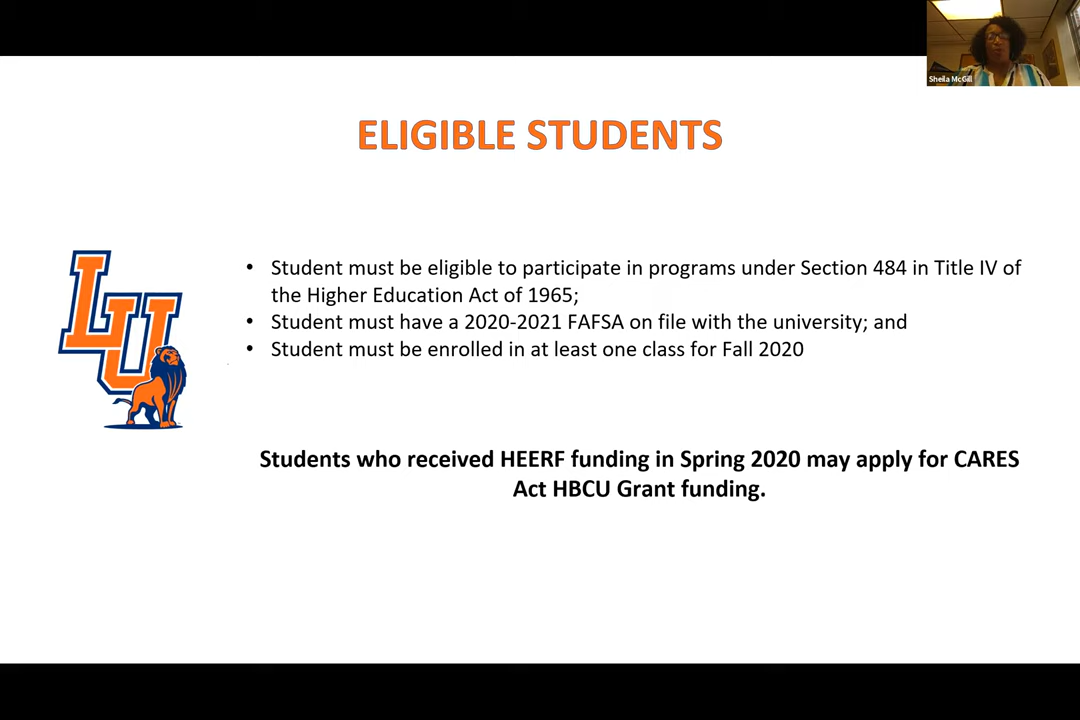 Sheila McGill
ELIGIBLE STUDENTS
LU
• Student must be eligible to participate in programs under Section 484 in Title IV of
the Higher Education Act of 1965;
• Student must have a 2020-2021 FAFSA on file with the university; and
• Student must be enrolled in at least one class for Fall 2020
Students who received HEERF funding in Spring 2020 may apply for CARES
Act HBCU Grant funding.